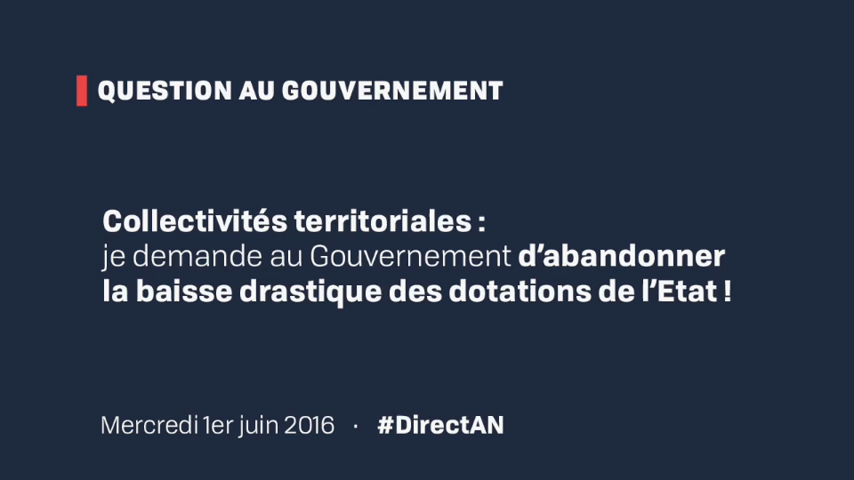 QUESTION AU GOUVERNEMENT
Collectivités territoriales :
je demande au Gouvernement d’abandonner
la baisse drastique des dotations de l’Etat !
Mercredi 1er juin 2016 · #DirectAN